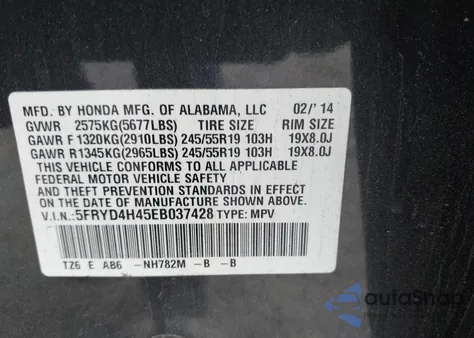 MFD. BY HONDA MFG. OF ALABAMA, LLC 02/'14
GVWR 2575KG(5677LBS) TIRE SIZE RIM SIZE
GAWR F 1320KG(2910LBS) 245/55R19 103H 19X8.0J
GAWR R1345KG(2965LBS) 245/55R19 103H 19X8.0J
THIS VEHICLE CONFORMS TO ALL APPLICABLE
FEDERAL MOTOR VEHICLE SAFETY
AND THEFT PREVENTION STANDARDS IN EFFECT
ON THE DATE OF MANUFACTURE SHOWN ABOVE.
V.I.N.:5FRYD4H45EB037428 TYPE: MPV
TZ6 E AB6 -NH782M -B -B
autoSnap
#autosnap782